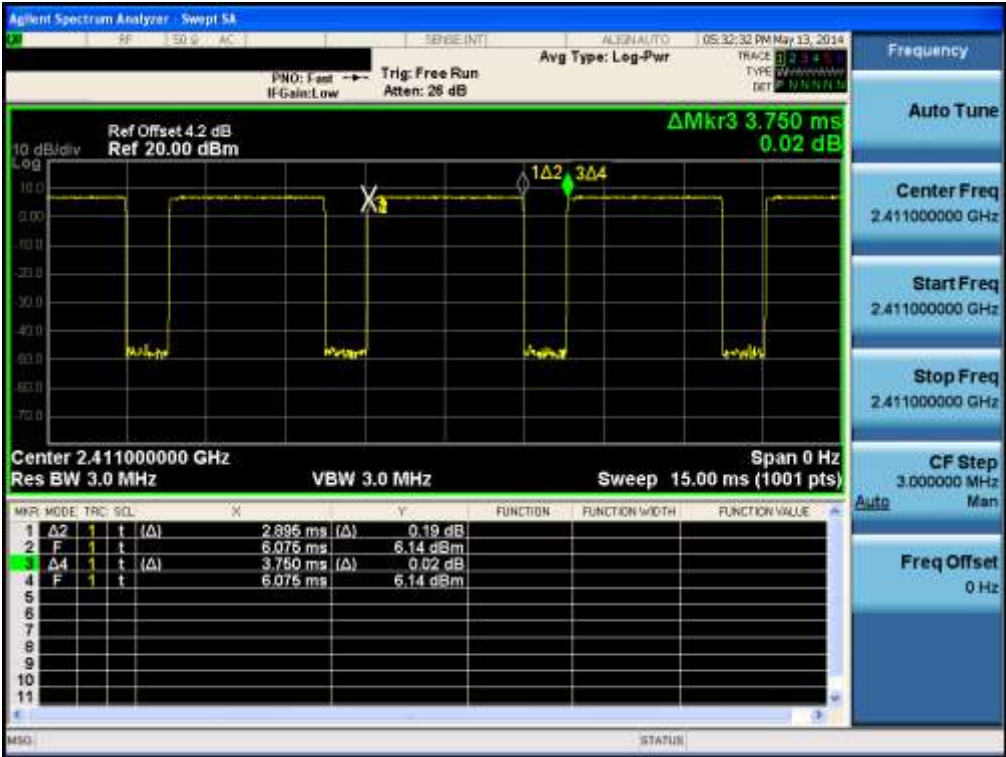 Agilent Spectrum Analyzer - Swept SA
RF 50 Ω AC SENSE:INT ALIGN AUTO 05:32:32 PM May 13, 2014
Frequency
Avg Type: Log-Pwr
TRACE 1 2 3 4 5 6
PNO: Fast Trig: Free Run
TYPE
IFGain:Low Atten: 26 dB
DET P N N N N N
Auto Tune
ΔMkr3 3.750 ms
0.02 dB
Ref Offset 4.2 dB
10 dB/div Ref 20.00 dBm
Log
1Δ2 3Δ4
10.0
0.00
-10.0
-20.0
-30.0
-40.0
-50.0
-60.0
-70.0
Center Freq
2.411000000 GHz
Start Freq
2.411000000 GHz
Stop Freq
2.411000000 GHz
Center 2.411000000 GHz Span 0 Hz
Res BW 3.0 MHz VBW 3.0 MHz Sweep 15.00 ms (1001 pts)
CF Step
3.000000 MHz
Auto Man
MKR MODE TRC SCL X Y FUNCTION FUNCTION WIDTH FUNCTION VALUE
1 Δ2 1 t (Δ) 2.895 ms (Δ) 0.19 dB
2 F 1 t 6.075 ms 6.14 dBm
3 Δ4 1 t (Δ) 3.750 ms (Δ) 0.02 dB
4 F 1 t 6.075 ms 6.14 dBm
5
6
7
8
9
10
11
Freq Offset
0 Hz
MSG STATUS